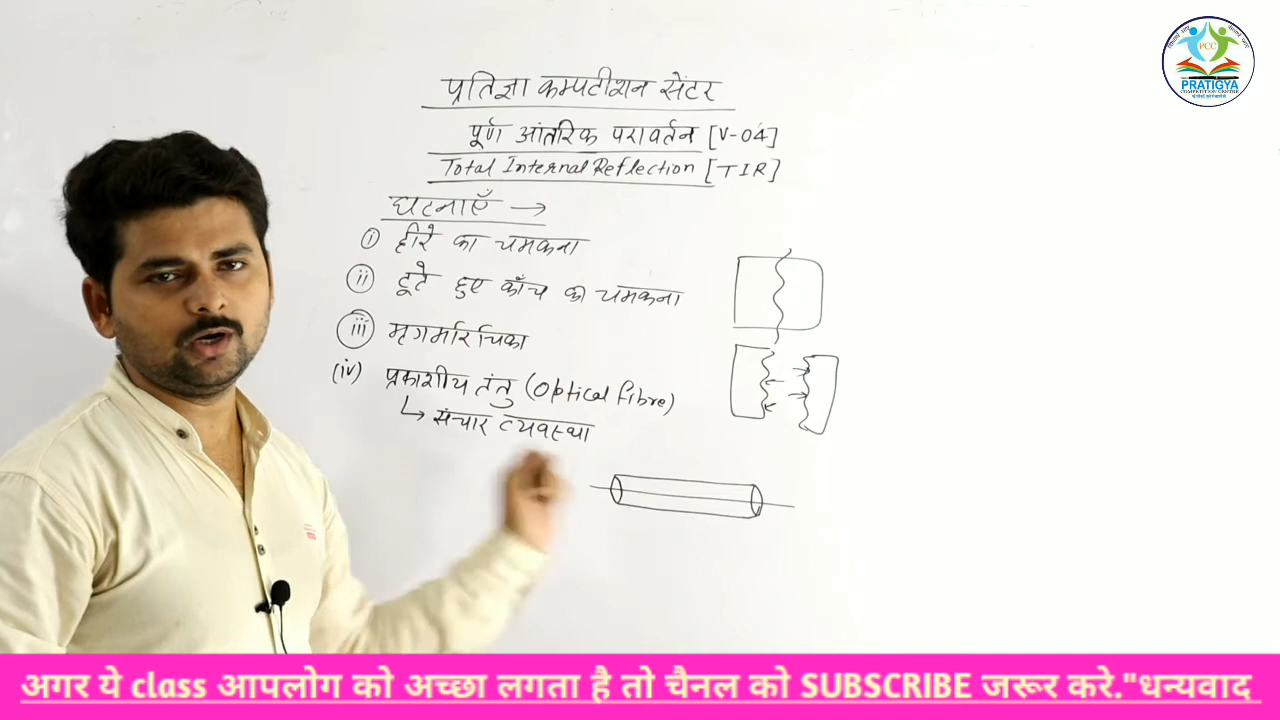 प्रतिज्ञा कम्पटीशन सेंटर
पूर्ण आंतरिक परावर्तन [V-04]
Total Internal Reflection [TIR]
घटनाएँ →
(i) हीरे का चमकना
(ii) टूटे हुए काँच का चमकना
(iii) मृगमरिचिका
(iv) प्रकाशीय तंतु (Optical fibre)
↳ संचार व्यवस्था
PCC
PRATIGYA
COMPETITION CENTRE
अगर ये class आपलोग को अच्छा लगता है तो चैनल को SUBSCRIBE जरूर करे."धन्यवाद